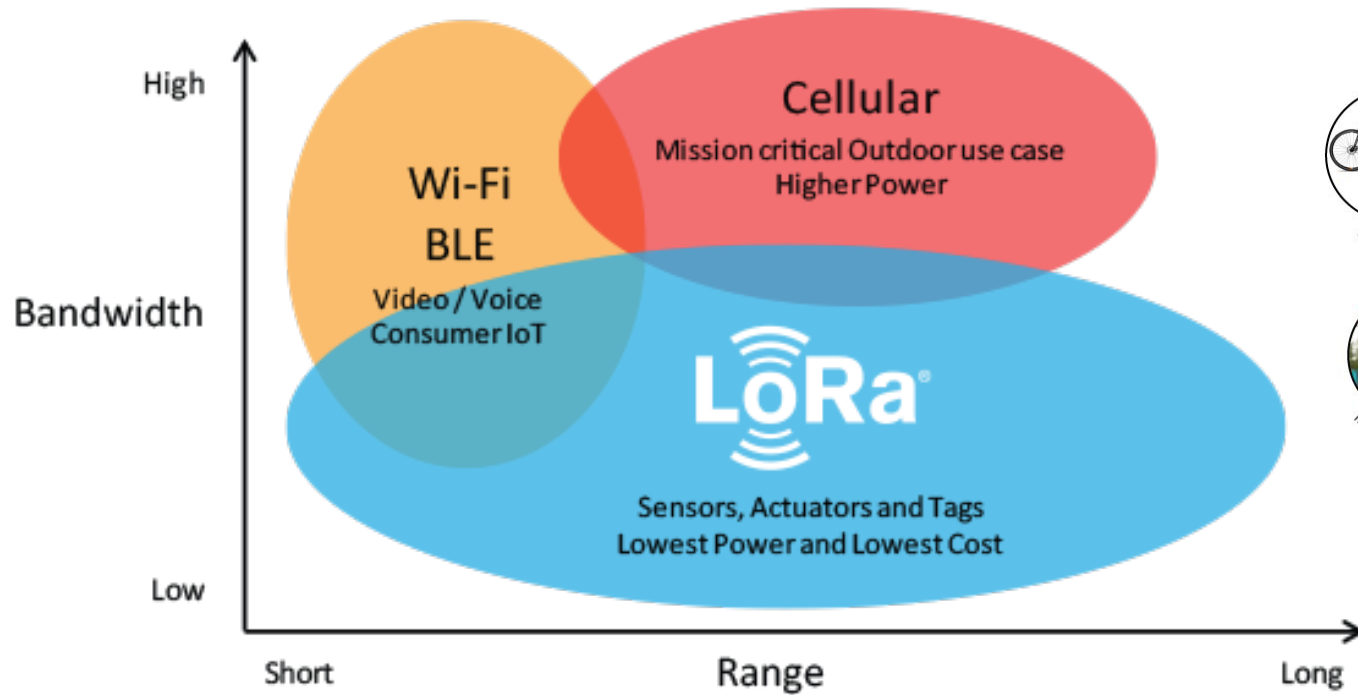 High
Cellular
Mission critical Outdoor use case
Higher Power
Wi-Fi
BLE
Video / Voice
Consumer IoT
Bandwidth
LoRa®
Sensors, Actuators and Tags
Lowest Power and Lowest Cost
Low
Short
Range
Long